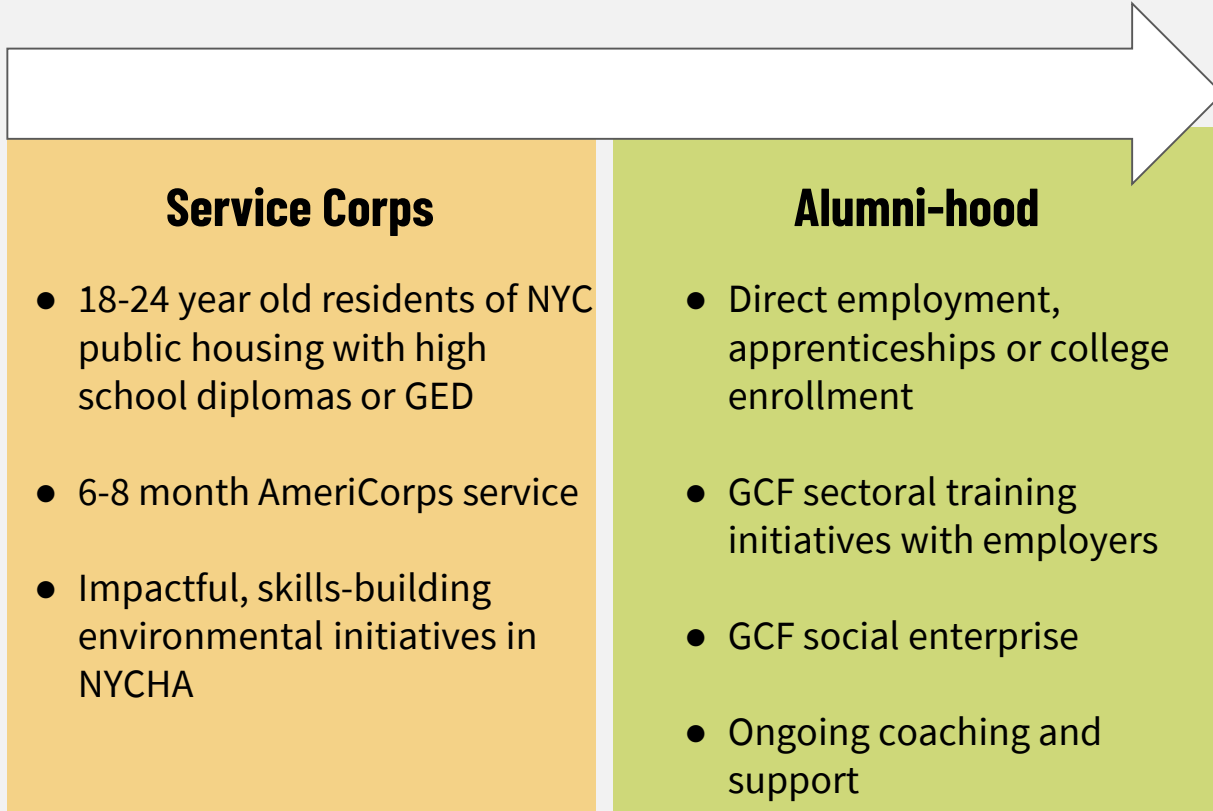 Service Corps
● 18-24 year old residents of NYC
public housing with high
school diplomas or GED
● 6-8 month AmeriCorps service
● Impactful, skills-building
environmental initiatives in
NYCHA
Alumni-hood
● Direct employment,
apprenticeships or college
enrollment
● GCF sectoral training
initiatives with employers
● GCF social enterprise
● Ongoing coaching and
support